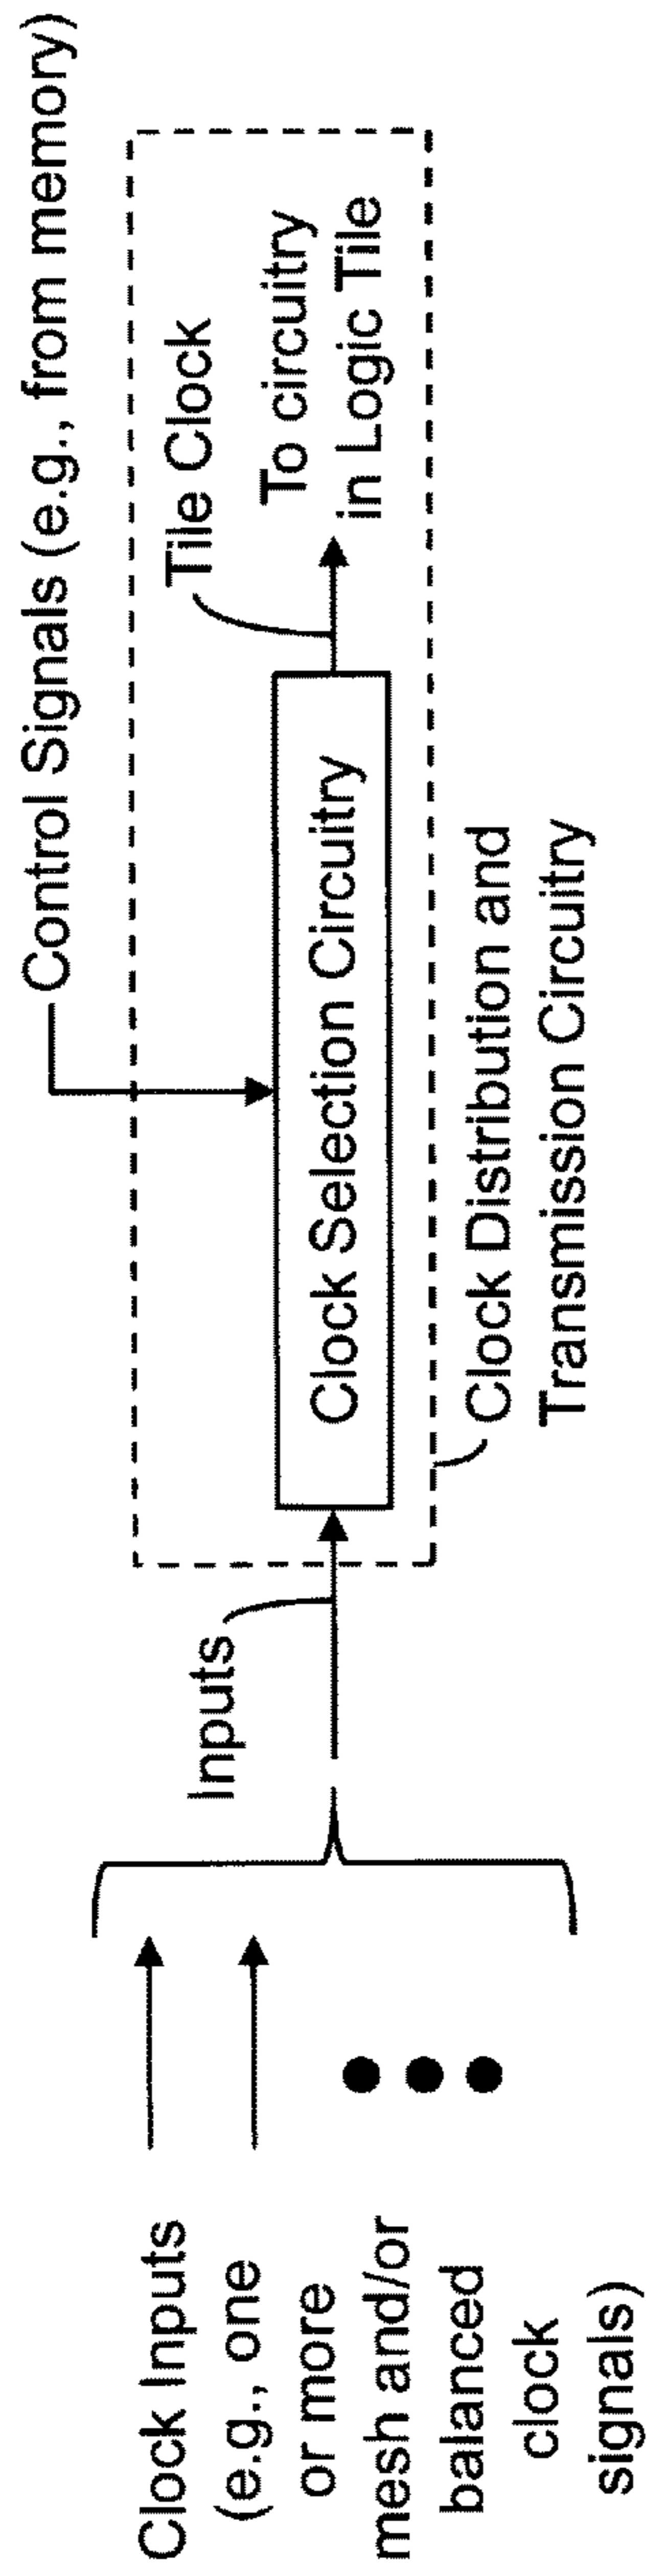 Control Signals (e.g., from memory)
Clock Inputs
(e.g., one
or more
mesh and/or
balanced
clock
signals)
Inputs
Clock Selection Circuitry
Tile Clock
To circuitry
in Logic Tile
Clock Distribution and
Transmission Circuitry